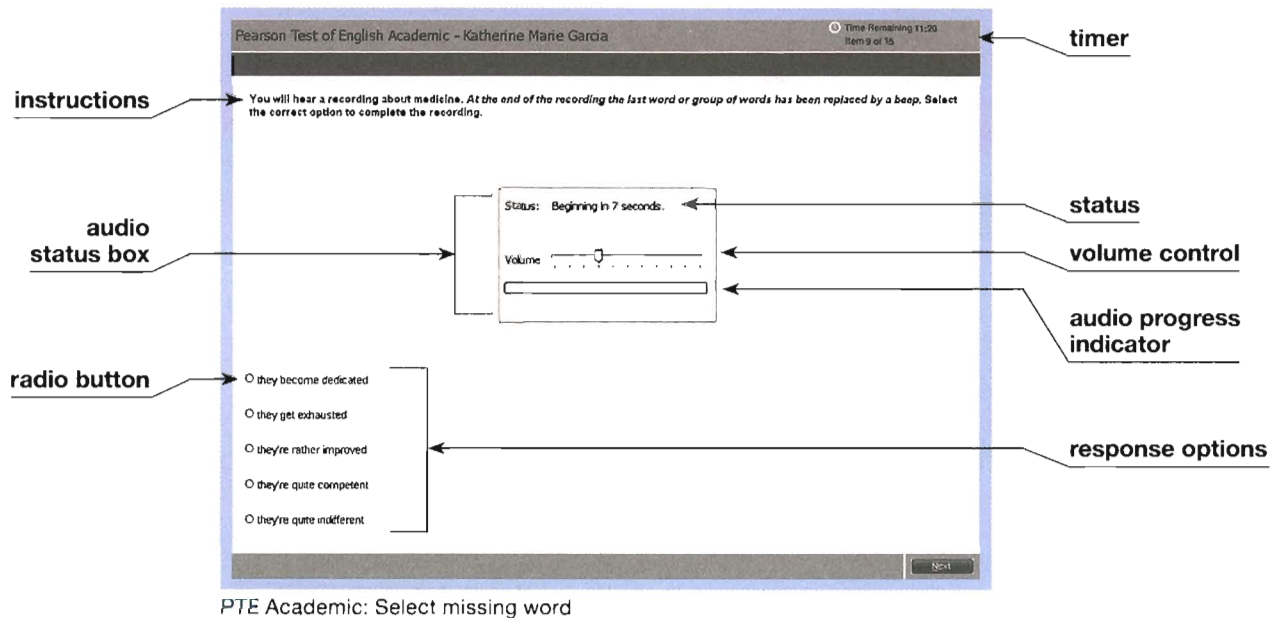 Pearson Test of English Academic - Katherine Marie Garcia
Time Remaining 11:20
Item 9 of 15
timer
instructions
You will hear a recording about medicine. At the end of the recording the last word or group of words has been replaced by a beep. Select
the correct option to complete the recording.
audio
status box
Status: Beginning in 7 seconds.
status
Volume
volume control
audio progress
indicator
radio button
they become dedicated
they get exhausted
they're rather improved
they're quite competent
they're quite indifferent
response options
Next
PTE Academic: Select missing word